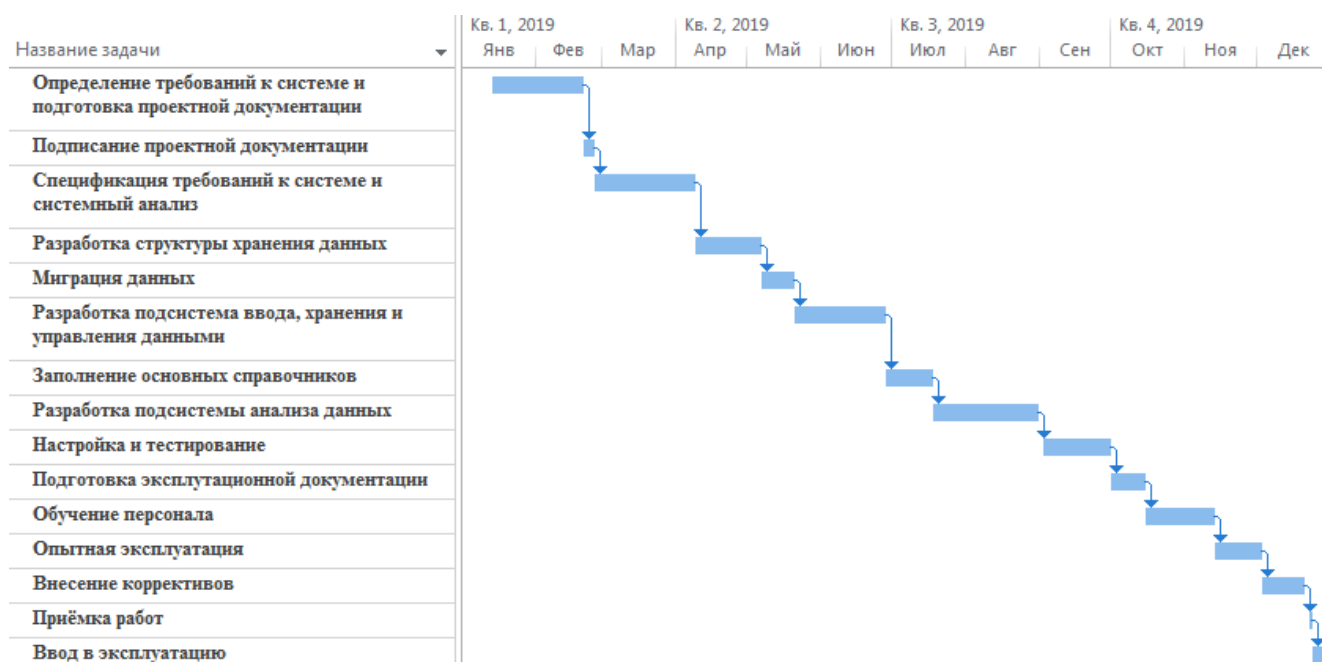 Кв. 1, 2019 Кв. 2, 2019 Кв. 3, 2019 Кв. 4, 2019
Название задачи Янв Фев Мар Апр Май Июн Июл Авг Сен Окт Ноя Дек
Определение требований к системе и
подготовка проектной документации
Подписание проектной документации
Спецификация требований к системе и
системный анализ
Разработка структуры хранения данных
Миграция данных
Разработка подсистема ввода, хранения и
управления данными
Заполнение основных справочников
Разработка подсистемы анализа данных
Настройка и тестирование
Подготовка эксплутационной документации
Обучение персонала
Опытная эксплуатация
Внесение коррективов
Приёмка работ
Ввод в эксплуатацию